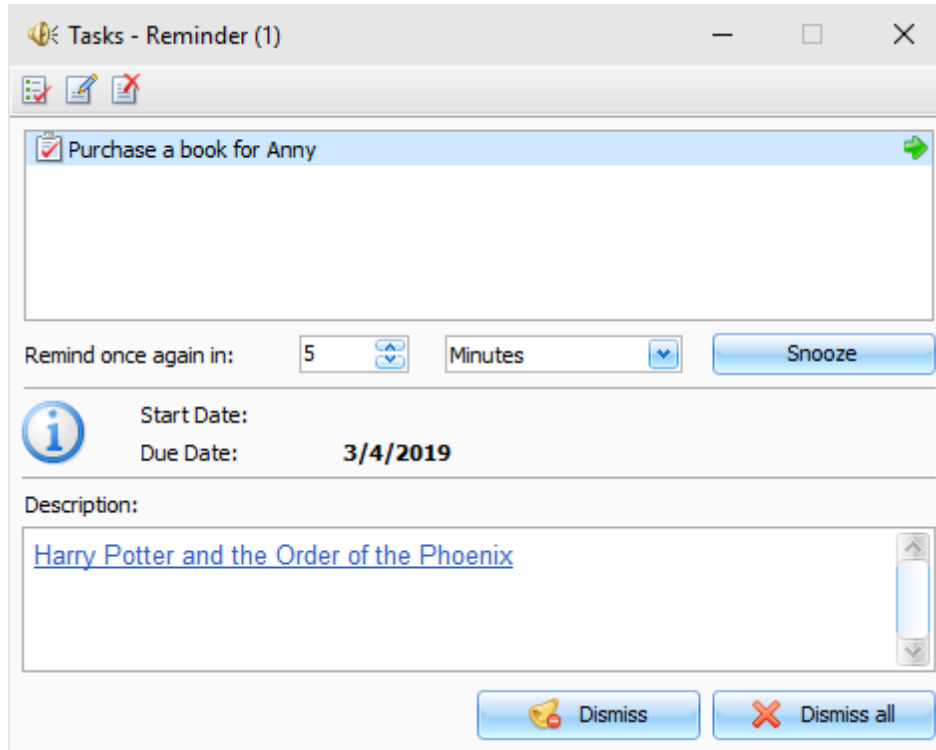 Tasks - Reminder (1)
Purchase a book for Anny
Remind once again in: 5 Minutes Snooze
Start Date:
Due Date: 3/4/2019
Description:
Harry Potter and the Order of the Phoenix
Dismiss Dismiss all